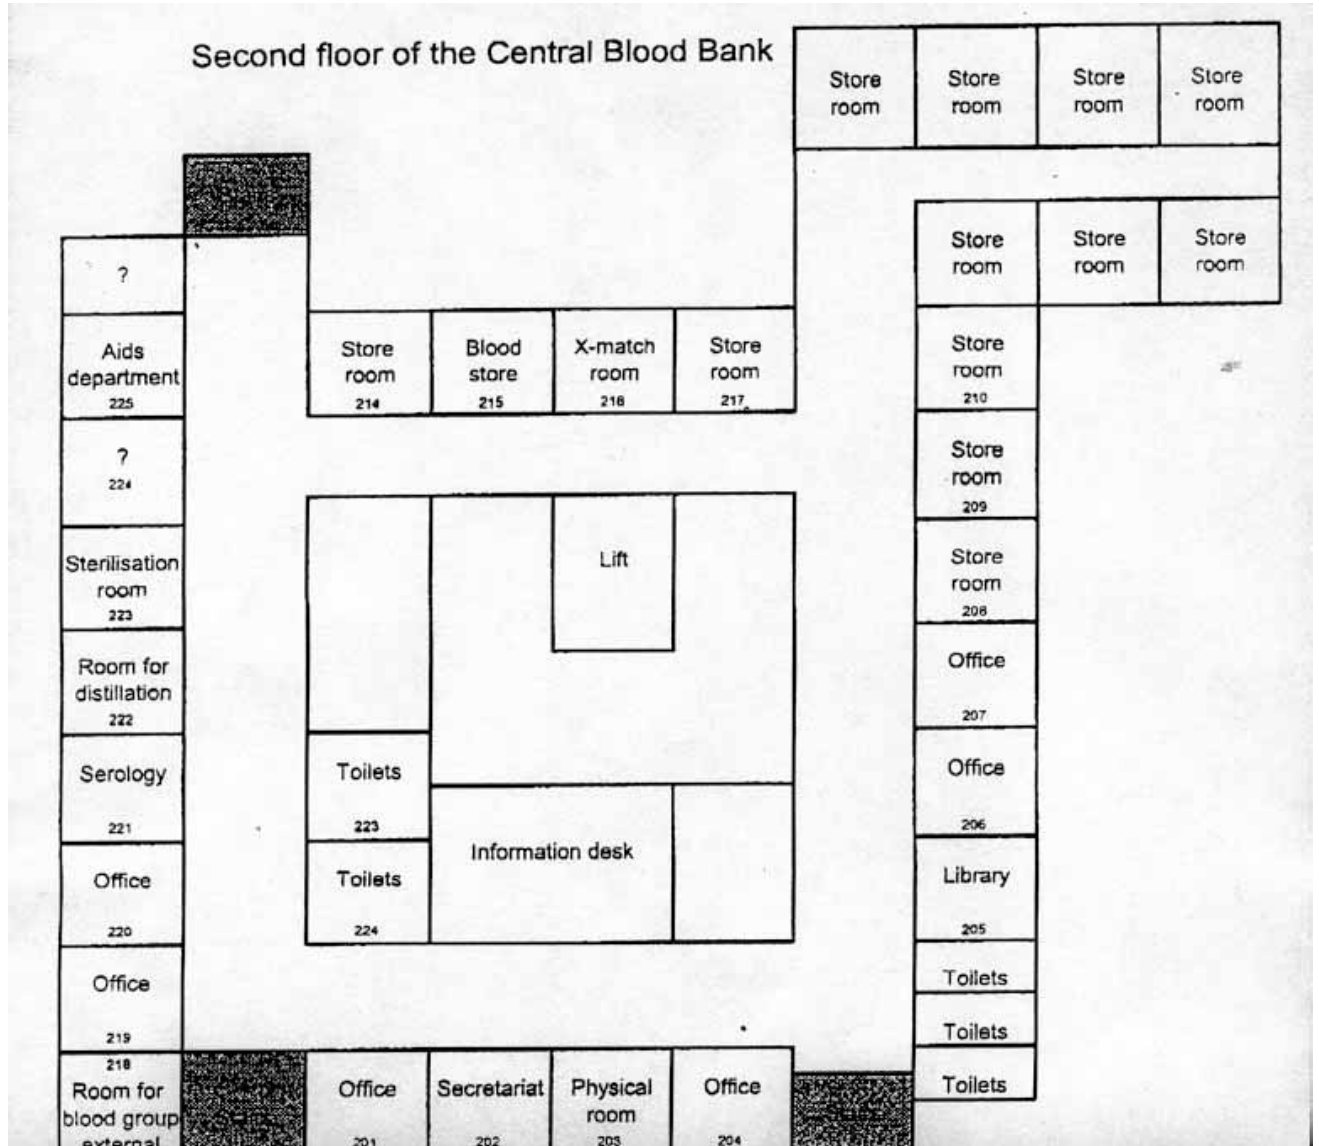 Second floor of the Central Blood Bank
Store
room
Store
room
Store
room
Store
room
Store
room
Store
room
Store
room
?
Aids
department
225
?
224
Sterilisation
room
223
Room for
distillation
222
Serology
221
Office
220
Office
219
218
Room for
blood group
external
Store
room
214
Blood
store
215
X-match
room
216
Store
room
217
Lift
Toilets
223
Toilets
224
Information desk
Store
room
210
Store
room
209
Store
room
208
Office
207
Office
206
Library
205
Toilets
Toilets
Toilets
Office
201
Secretariat
202
Physical
room
203
Office
204